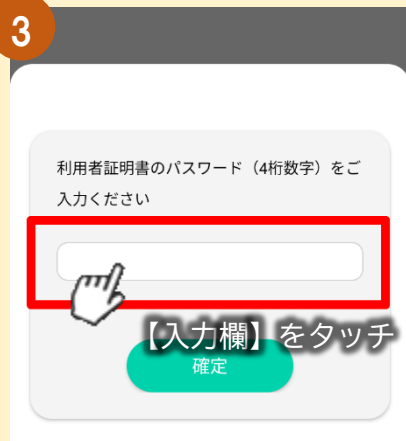 3
利用者証明書のパスワード（4桁数字）をご
入力ください
【入力欄】をタッチ
確定